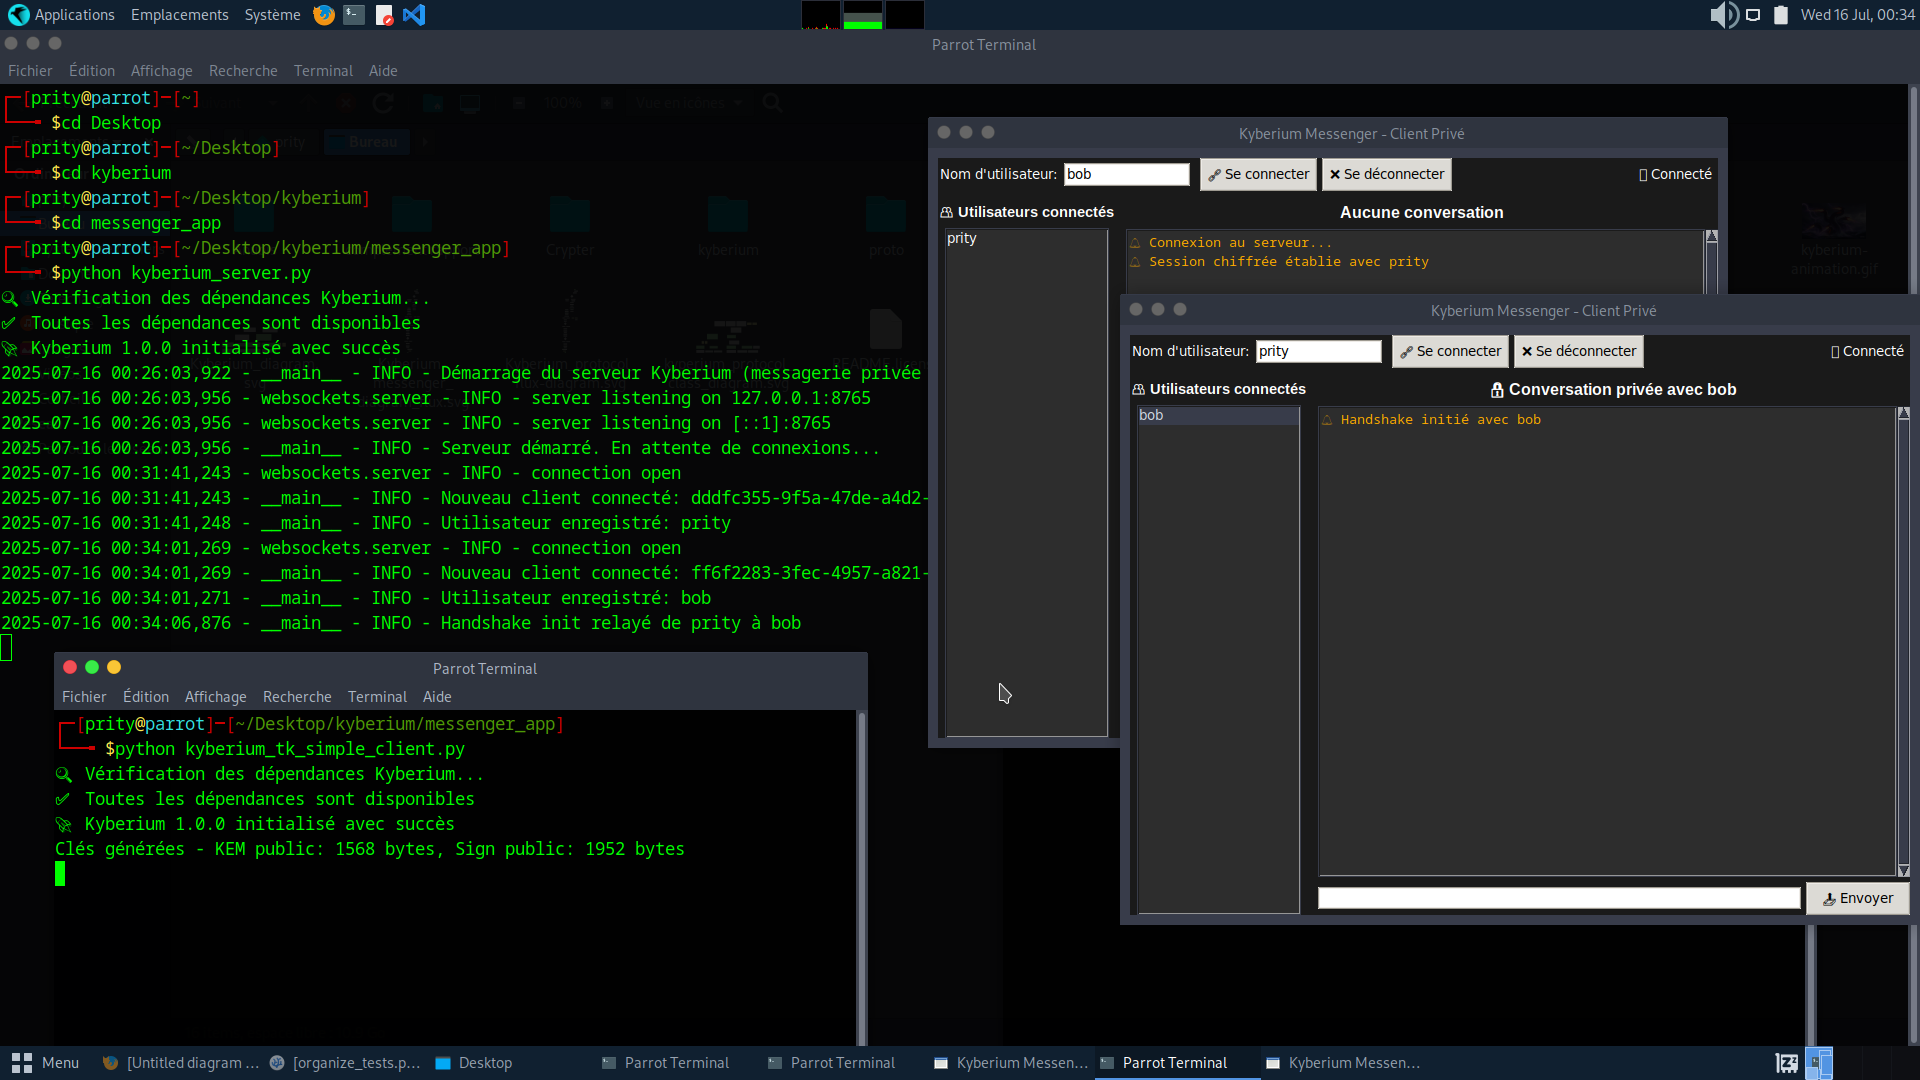 Applications Emplacements Système
Wed 16 Jul, 00:34
Parrot Terminal
Fichier Édition Affichage Recherche Terminal Aide
┌─[prity@parrot]─[~]
└──╼ $cd Desktop
┌─[prity@parrot]─[~/Desktop]
└──╼ $cd kyberium
┌─[prity@parrot]─[~/Desktop/kyberium]
└──╼ $cd messenger_app
┌─[prity@parrot]─[~/Desktop/kyberium/messenger_app]
└──╼ $python kyberium_server.py
Vérification des dépendances Kyberium...
Toutes les dépendances sont disponibles
Kyberium 1.0.0 initialisé avec succès
2025-07-16 00:26:03,922 - __main__ - INFO - Démarrage du serveur Kyberium (messagerie privée
2025-07-16 00:26:03,956 - websockets.server - INFO - server listening on 127.0.0.1:8765
2025-07-16 00:26:03,956 - websockets.server - INFO - server listening on [::1]:8765
2025-07-16 00:26:03,956 - __main__ - INFO - Serveur démarré. En attente de connexions...
2025-07-16 00:31:41,243 - websockets.server - INFO - connection open
2025-07-16 00:31:41,243 - __main__ - INFO - Nouveau client connecté: dddfc355-9f5a-47de-a4d2-
2025-07-16 00:31:41,248 - __main__ - INFO - Utilisateur enregistré: prity
2025-07-16 00:34:01,269 - websockets.server - INFO - connection open
2025-07-16 00:34:01,269 - __main__ - INFO - Nouveau client connecté: ff6f2283-3fec-4957-a821-
2025-07-16 00:34:01,271 - __main__ - INFO - Utilisateur enregistré: bob
2025-07-16 00:34:06,876 - __main__ - INFO - Handshake init relayé de prity à bob
100% Vue en icônes
prity Bureau
Crypter kyberium proto
kyberium-animation.gif
Parrot Terminal
Fichier Édition Affichage Recherche Terminal Aide
┌─[prity@parrot]─[~/Desktop/kyberium/messenger_app]
└──╼ $python kyberium_tk_simple_client.py
Vérification des dépendances Kyberium...
Toutes les dépendances sont disponibles
Kyberium 1.0.0 initialisé avec succès
Clés générées - KEM public: 1568 bytes, Sign public: 1952 bytes
Kyberium Messenger - Client Privé
Nom d'utilisateur: bob Se connecter Se déconnecter Connecté
Utilisateurs connectés
Aucune conversation
prity
Connexion au serveur...
Session chiffrée établie avec prity
Kyberium Messenger - Client Privé
Nom d'utilisateur: prity Se connecter Se déconnecter Connecté
Utilisateurs connectés
Conversation privée avec bob
bob
Handshake initié avec bob
Envoyer
Menu [Untitled diagram ... [organize_tests.p... Desktop Parrot Terminal Parrot Terminal Kyberium Messen... Parrot Terminal Kyberium Messen...